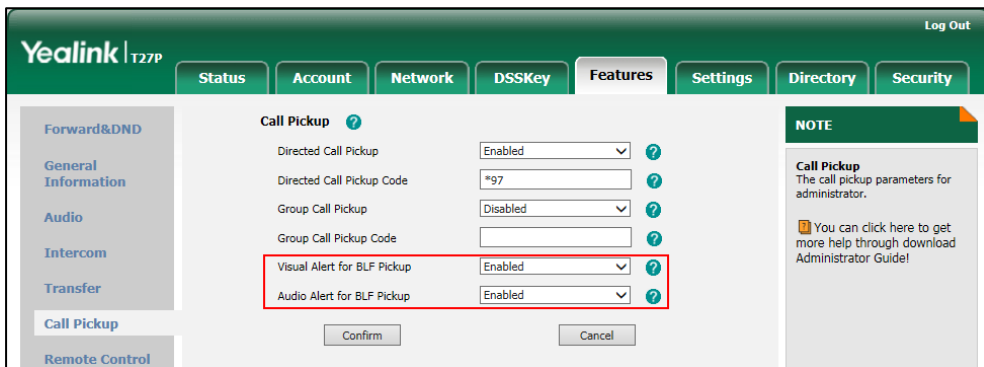 Log Out
Yealink T27P
Status Account Network DSSKey Features Settings Directory Security
Forward&DND
General
Information
Audio
Intercom
Transfer
Call Pickup
Remote Control
Call Pickup ?
Directed Call Pickup Enabled ?
Directed Call Pickup Code *97 ?
Group Call Pickup Disabled ?
Group Call Pickup Code ?
Visual Alert for BLF Pickup Enabled ?
Audio Alert for BLF Pickup Enabled ?
Confirm Cancel
NOTE
Call Pickup
The call pickup parameters for
administrator.
You can click here to get
more help through download
Administrator Guide!